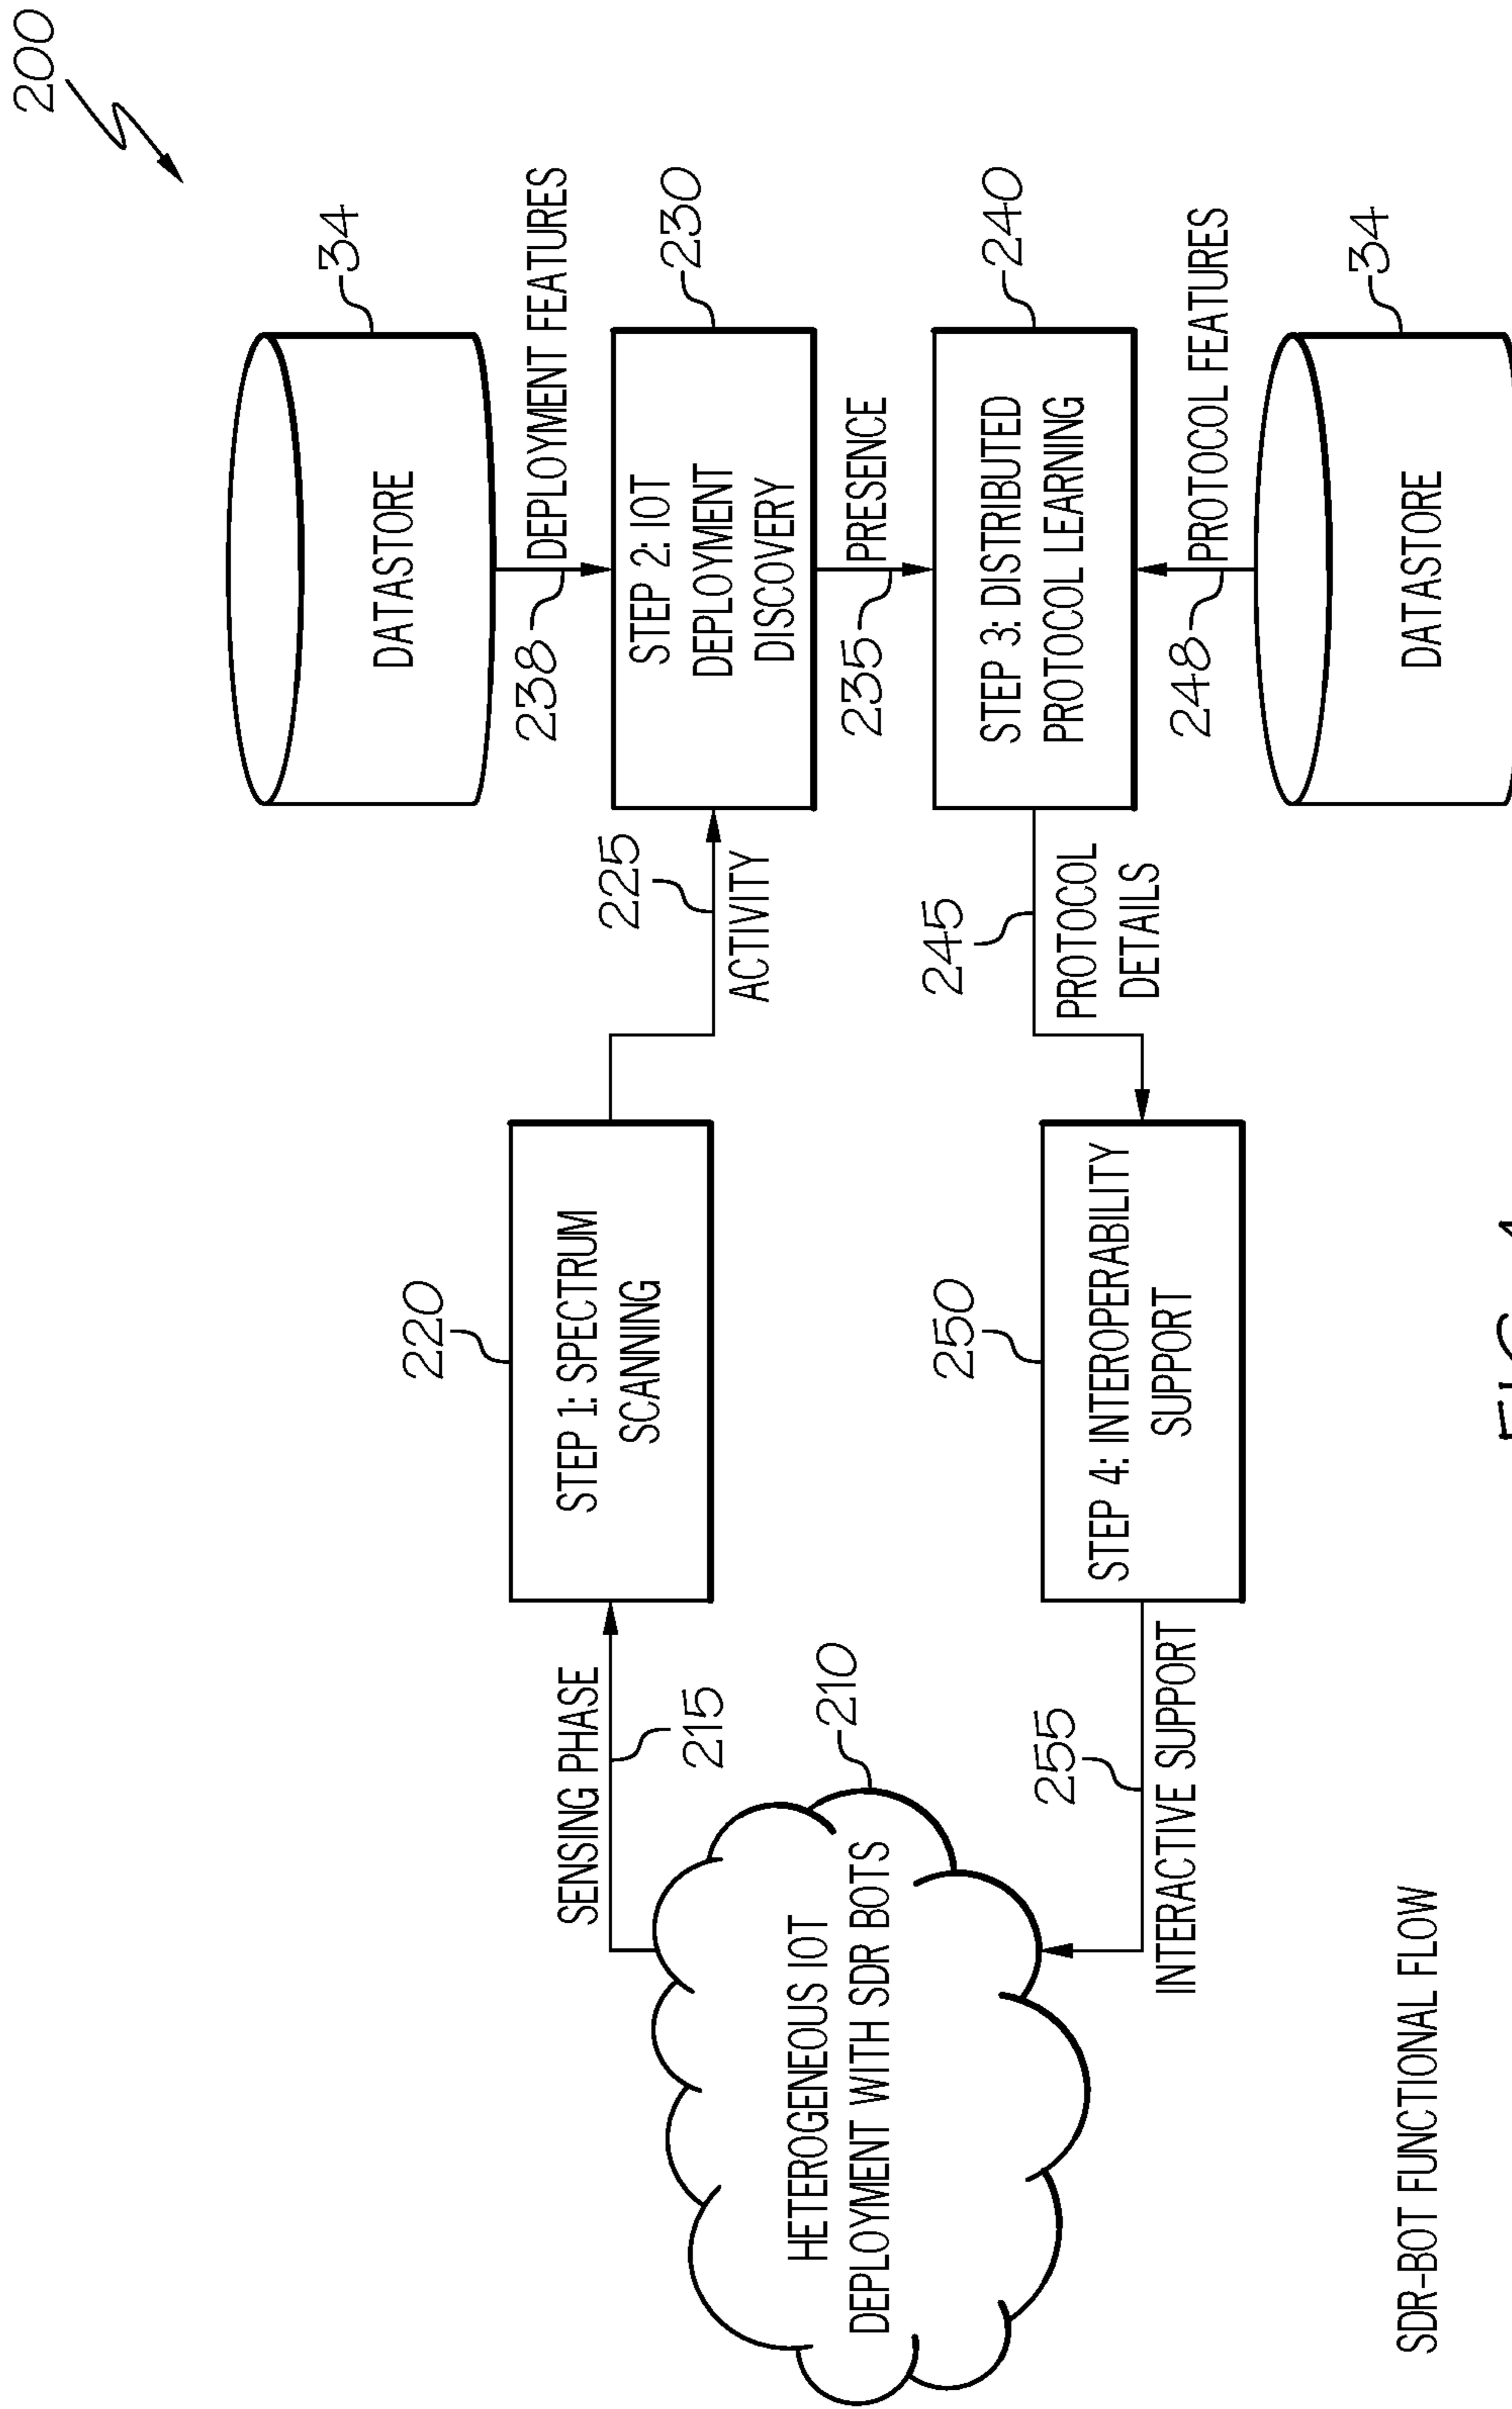 200
DATASTORE
34
238
DEPLOYMENT FEATURES
SENSING PHASE
215
220
STEP 1: SPECTRUM
SCANNING
225
ACTIVITY
STEP 2: IOT
DEPLOYMENT
DISCOVERY
230
HETEROGENEOUS IOT
DEPLOYMENT WITH SDR BOTS
210
235
PRESENCE
250
STEP 4: INTEROPERABILITY
SUPPORT
245
PROTOCOL
DETAILS
STEP 3: DISTRIBUTED
PROTOCOL LEARNING
240
255
INTERACTIVE SUPPORT
248
PROTOCOL FEATURES
DATASTORE
34
SDR-BOT FUNCTIONAL FLOW